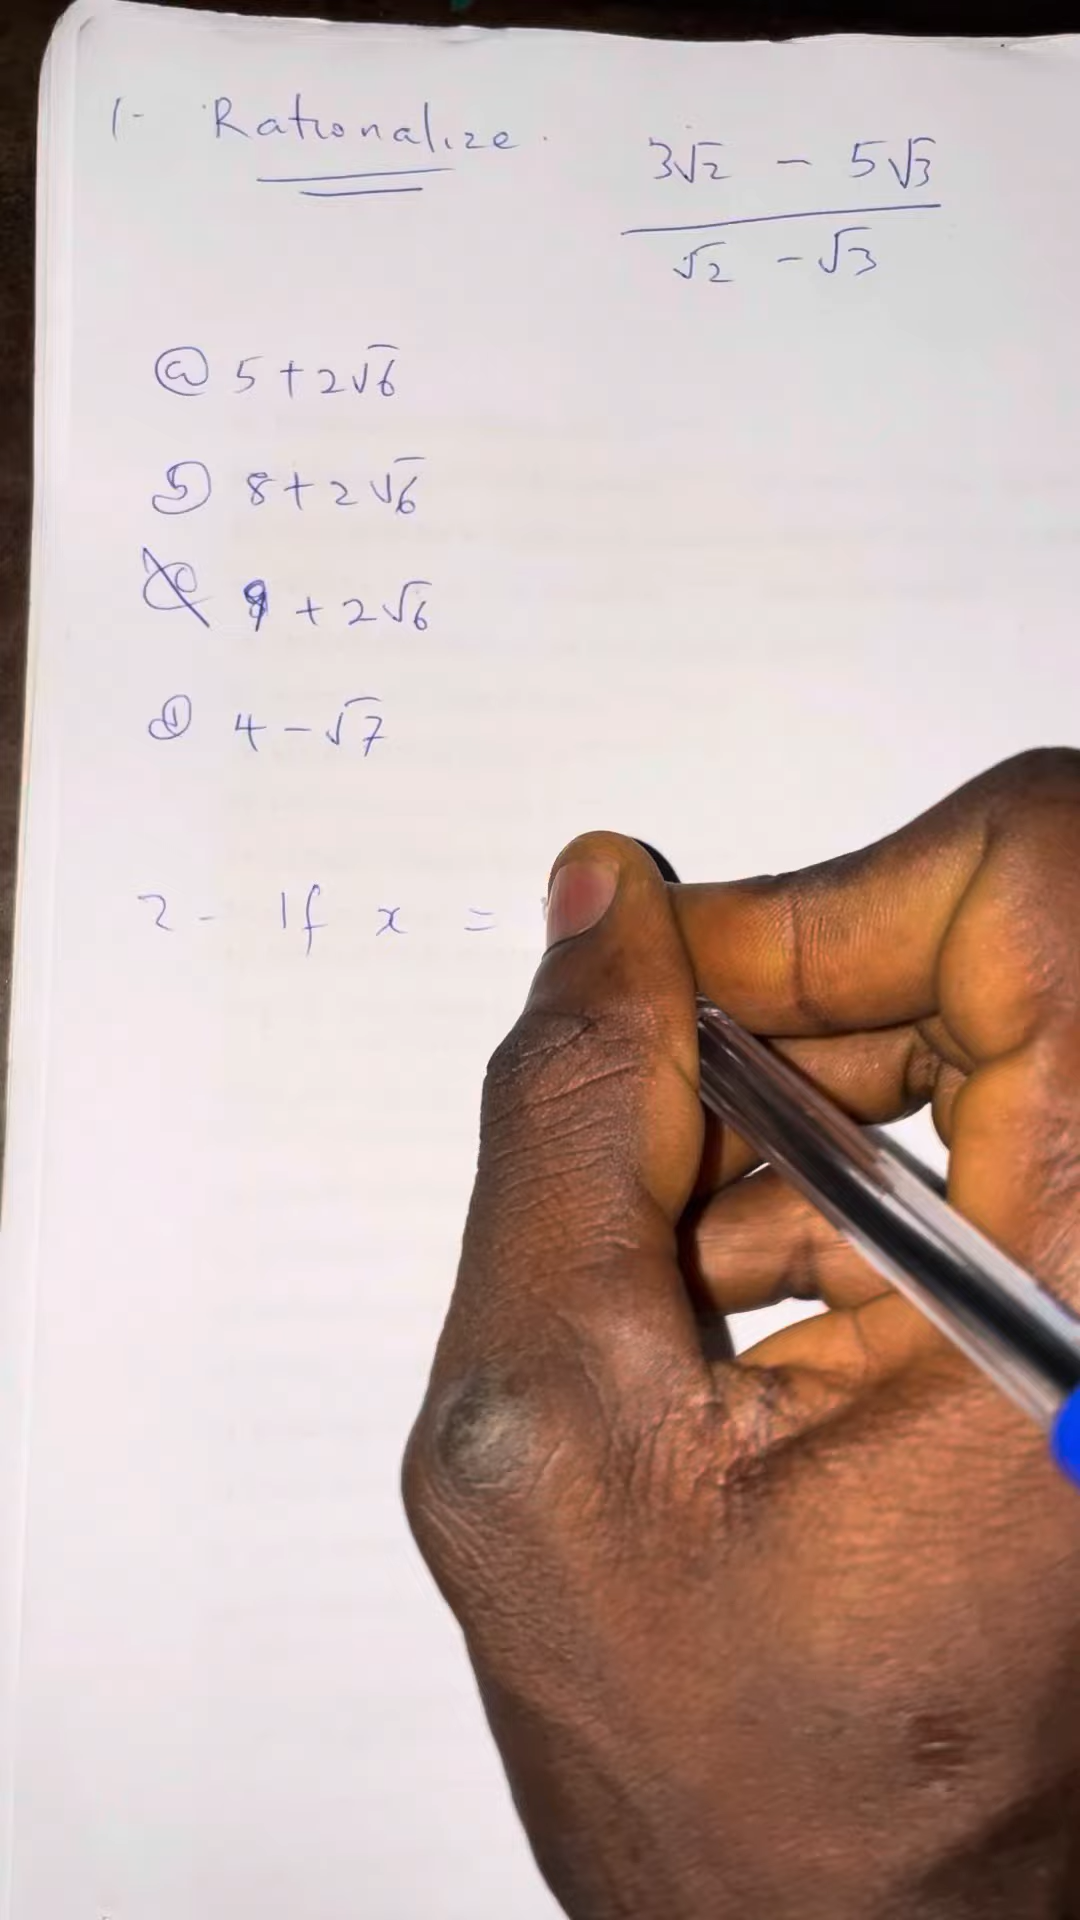 1- Rationalize. (3√2 - 5√3)/(√2 - √3)
(a) 5 + 2√6
(b) 8 + 2√6
(c) 9 + 2√6
(d) 4 - √7
2- If x =